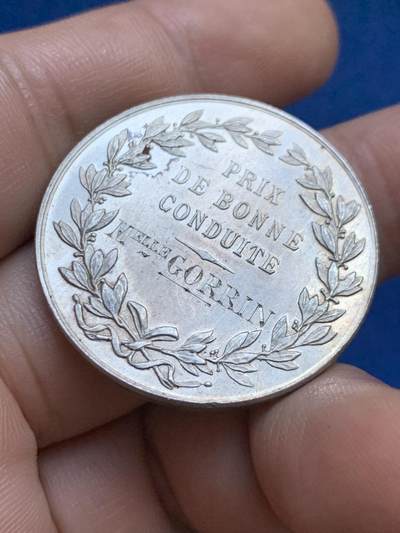 PRIX
DE BONNE
CONDUITE
MELLE GORRIN